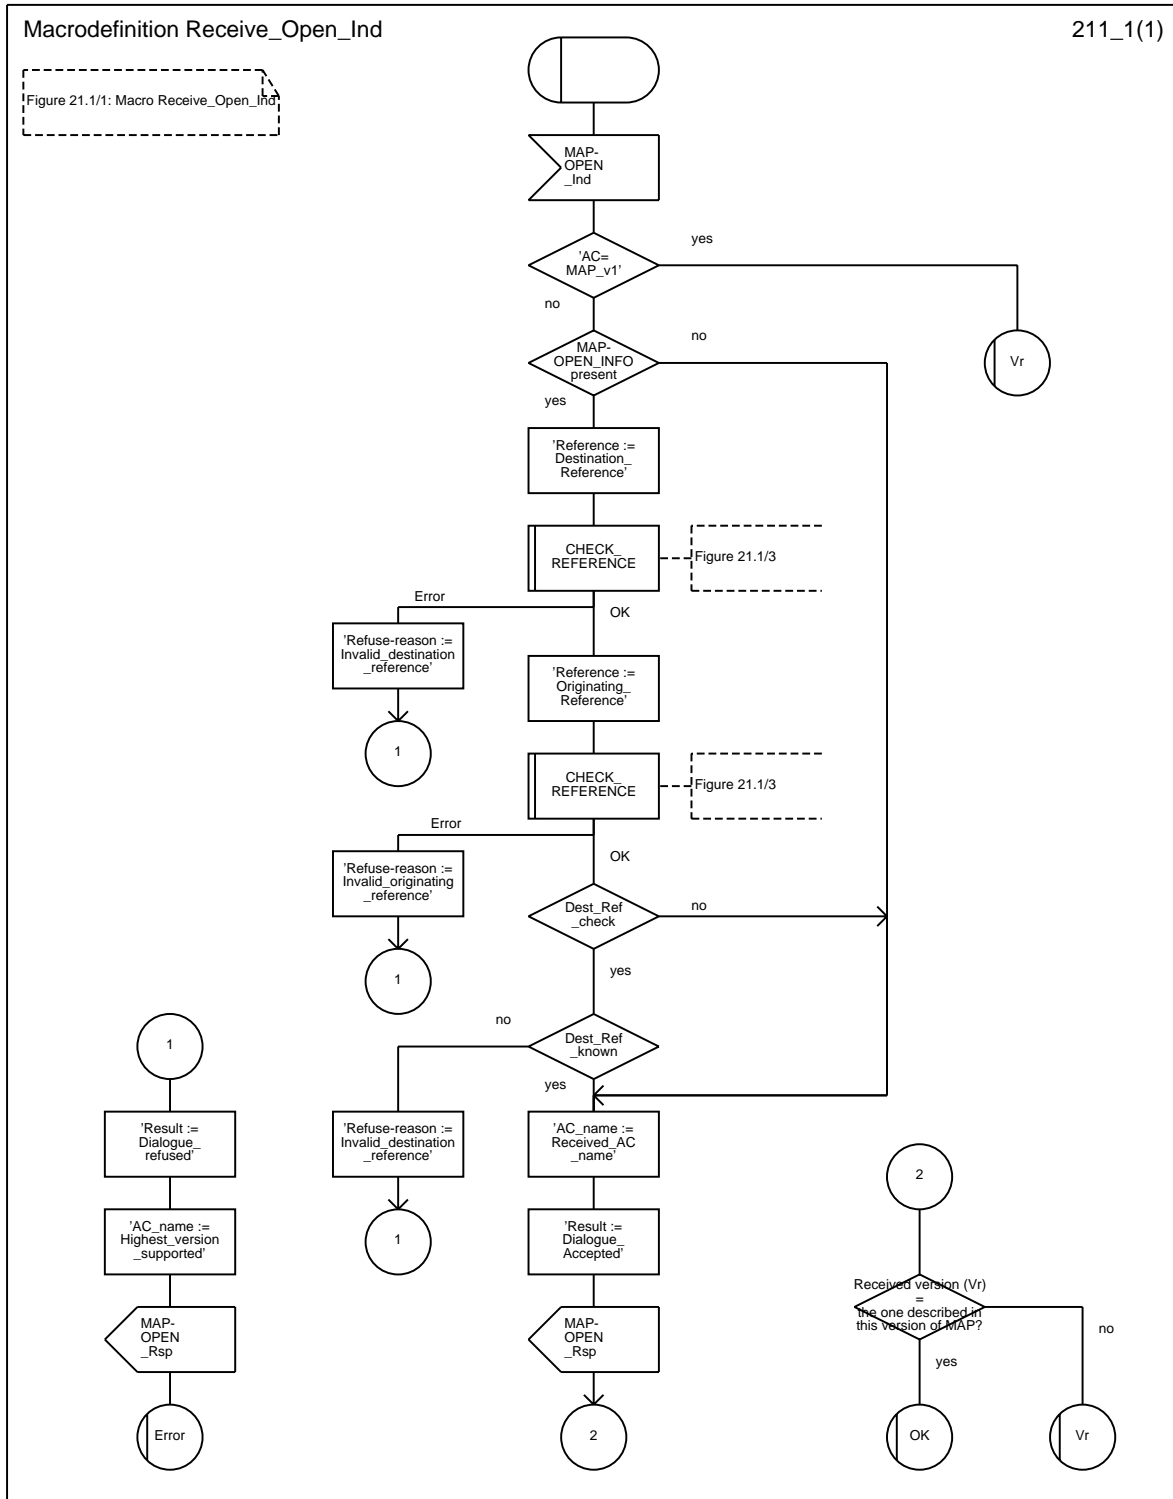 Macrodefinition Receive_Open_Ind
211_1(1)
Figure 21.1/1: Macro Receive_Open_Ind
MAP-
OPEN
_Ind
'AC=
MAP_v1'
yes
no
Vr
MAP-
OPEN_INFO
present
no
yes
'Reference :=
Destination_
Reference'
CHECK_
REFERENCE
Figure 21.1/3
Error
OK
'Refuse-reason :=
Invalid_destination
_reference'
1
'Reference :=
Originating_
Reference'
CHECK_
REFERENCE
Figure 21.1/3
Error
OK
'Refuse-reason :=
Invalid_originating
_reference'
1
Dest_Ref
_check
no
yes
Dest_Ref
_known
no
yes
1
'Result :=
Dialogue_
refused'
'AC_name :=
Highest_version
_supported'
MAP-
OPEN
_Rsp
Error
'Refuse-reason :=
Invalid_destination
_reference'
1
'AC_name :=
Received_AC
_name'
'Result :=
Dialogue_
Accepted'
MAP-
OPEN
_Rsp
2
2
Received version (Vr)
=
the one described in
this version of MAP?
no
yes
OK
Vr